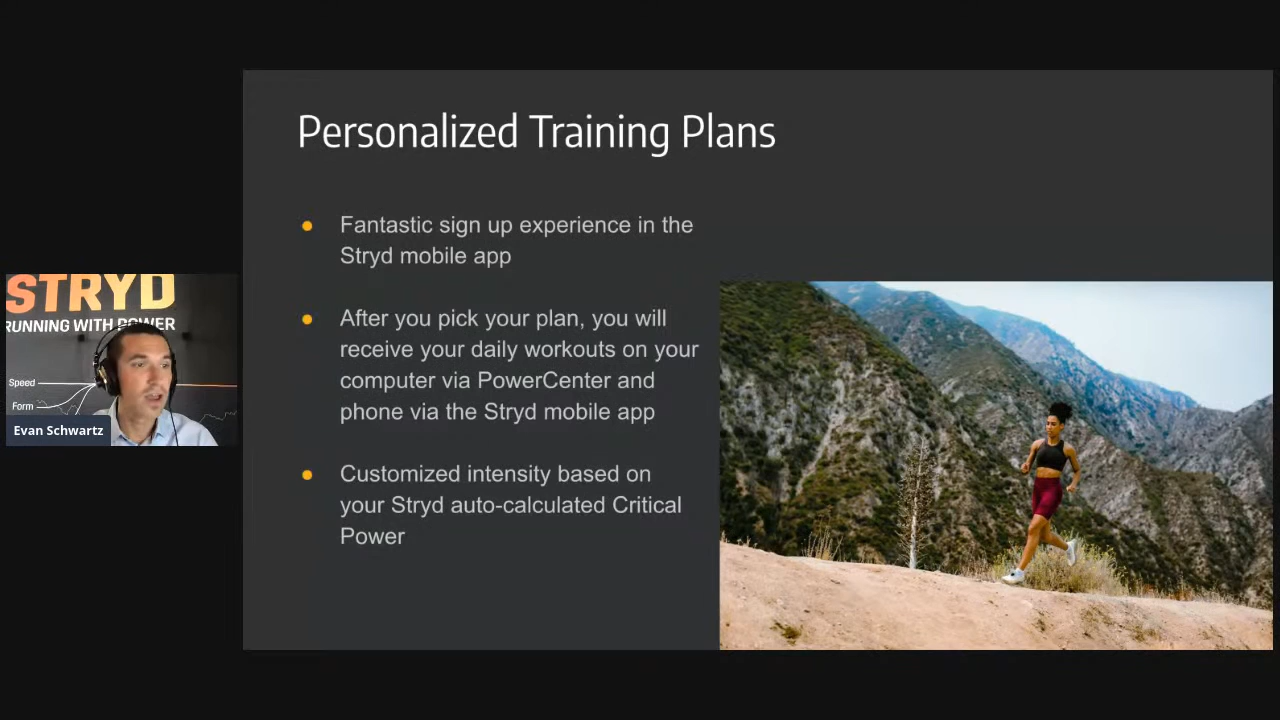 Personalized Training Plans
Fantastic sign up experience in the
Stryd mobile app
After you pick your plan, you will
receive your daily workouts on your
computer via PowerCenter and
phone via the Stryd mobile app
Customized intensity based on
your Stryd auto-calculated Critical
Power
STRYD
RUNNING WITH POWER
Speed
Form
Evan Schwartz